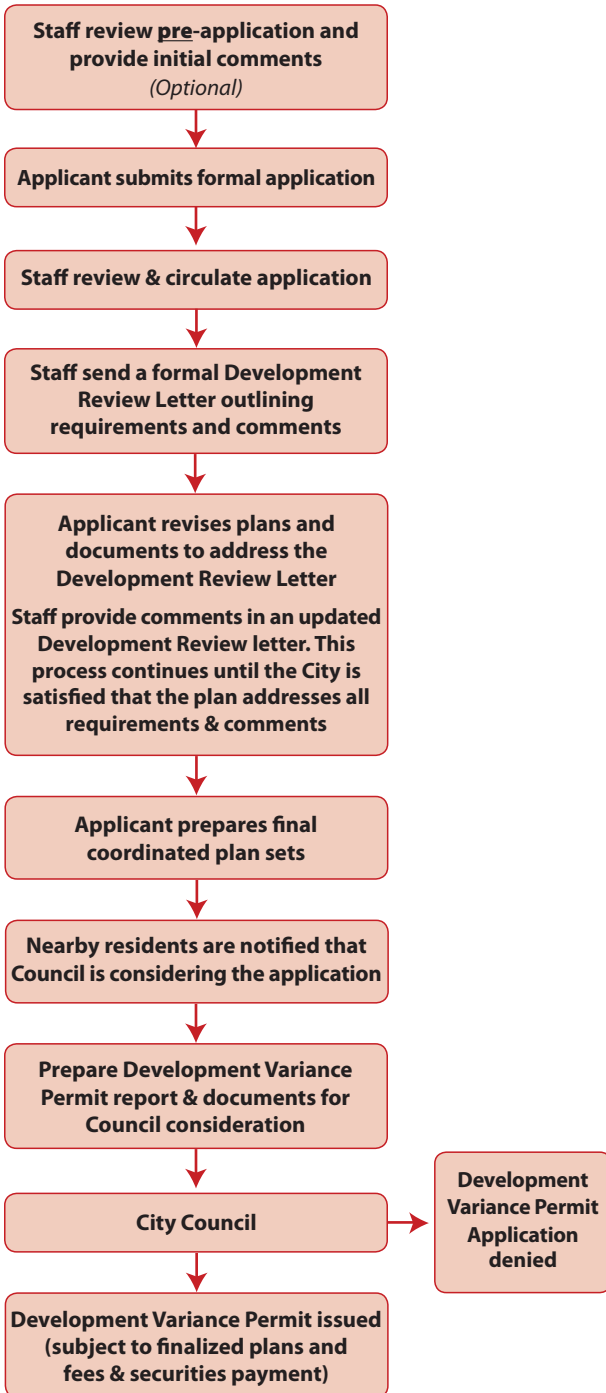 Staff review pre-application and
provide initial comments
(Optional)
Applicant submits formal application
Staff review & circulate application
Staff send a formal Development
Review Letter outlining
requirements and comments
Applicant revises plans and
documents to address the
Development Review Letter
Staff provide comments in an updated
Development Review letter. This
process continues until the City is
satisfied that the plan addresses all
requirements & comments
Applicant prepares final
coordinated plan sets
Nearby residents are notified that
Council is considering the application
Prepare Development Variance
Permit report & documents for
Council consideration
City Council
Development
Variance Permit
Application
denied
Development Variance Permit issued
(subject to finalized plans and
fees & securities payment)